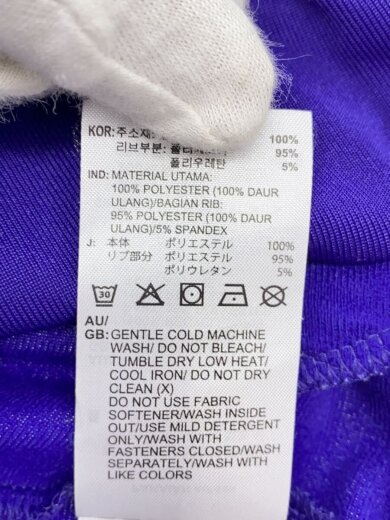 KOR: 주소재: 100%
리브부분: 폴리에스터 95%
폴리우레탄 5%
IND: MATERIAL UTAMA:
100% POLYESTER (100% DAUR
ULANG)/BAGIAN RIB:
95% POLYESTER (100% DAUR
ULANG)/5% SPANDEX
J: 本体 ポリエステル 100%
リブ部分 ポリエステル 95%
ポリウレタン 5%
30
AU/
GB: GENTLE COLD MACHINE
WASH/ DO NOT BLEACH/
TUMBLE DRY LOW HEAT/
COOL IRON/ DO NOT DRY
CLEAN (X)
DO NOT USE FABRIC
SOFTENER/WASH INSIDE
OUT/USE MILD DETERGENT
ONLY/WASH WITH
FASTENERS CLOSED/WASH
SEPARATELY/WASH WITH
LIKE COLORS